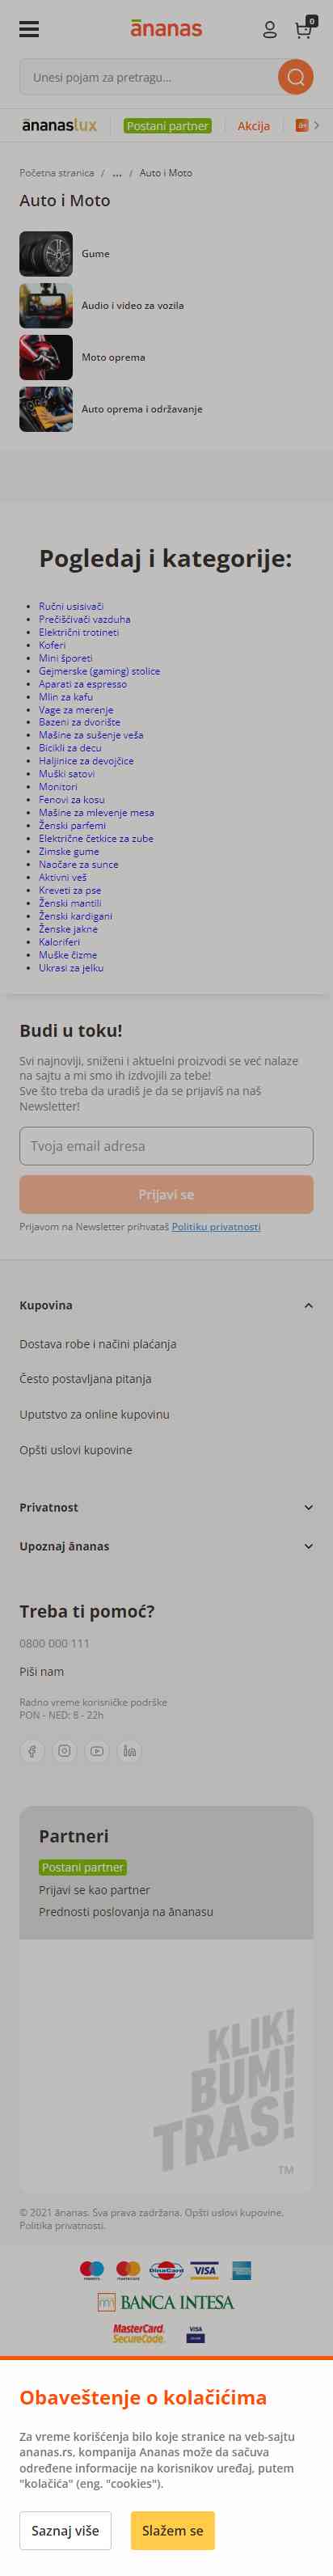 ānanas
0
Unesi pojam za pretragu...
ānanaslux
Postani partner
Akcija
Početna stranica / ... / Auto i Moto
Auto i Moto
Gume
Audio i video za vozila
Moto oprema
Auto oprema i održavanje
Pogledaj i kategorije:
Ručni usisivači
Prečišćivači vazduha
Električni trotineti
Koferi
Mini šporeti
Gejmerske (gaming) stolice
Aparati za espresso
Mlin za kafu
Vage za merenje
Bazeni za dvorište
Mašine za sušenje veša
Bicikli za decu
Haljinice za devojčice
Muški satovi
Monitori
Fenovi za kosu
Mašine za mlevenje mesa
Ženski parfemi
Električne četkice za zube
Zimske gume
Naočare za sunce
Aktivni veš
Kreveti za pse
Ženski mantili
Ženski kardigani
Ženske jakne
Kaloriferi
Muške čizme
Ukrasi za jelku
Budi u toku!
Svi najnoviji, sniženi i aktuelni proizvodi se već nalaze
na sajtu a mi smo ih izdvojili za tebe!
Sve što treba da uradiš je da se prijaviš na naš
Newsletter!
Tvoja email adresa
Prijavi se
Prijavom na Newsletter prihvataš Politiku privatnosti
Kupovina
Dostava robe i načini plaćanja
Često postavljana pitanja
Uputstvo za online kupovinu
Opšti uslovi kupovine
Privatnost
Upoznaj ānanas
Treba ti pomoć?
0800 000 111
Piši nam
Radno vreme korisničke podrške
PON - NED: 8 - 22h
Partneri
Postani partner
Prijavi se kao partner
Prednosti poslovanja na ānanasu
KLIK!
BUM!
TRAS!
TM
© 2021 ānanas. Sva prava zadržana. Opšti uslovi kupovine.
Politika privatnosti.
DinaCard VISA
BANCA INTESA
MasterCard.
SecureCode.
VISA
Obaveštenje o kolačićima
Za vreme korišćenja bilo koje stranice na veb-sajtu
ananas.rs, kompanija Ananas može da sačuva
određene informacije na korisnikov uređaj, putem
"kolačića" (eng. "cookies").
Saznaj više
Slažem se